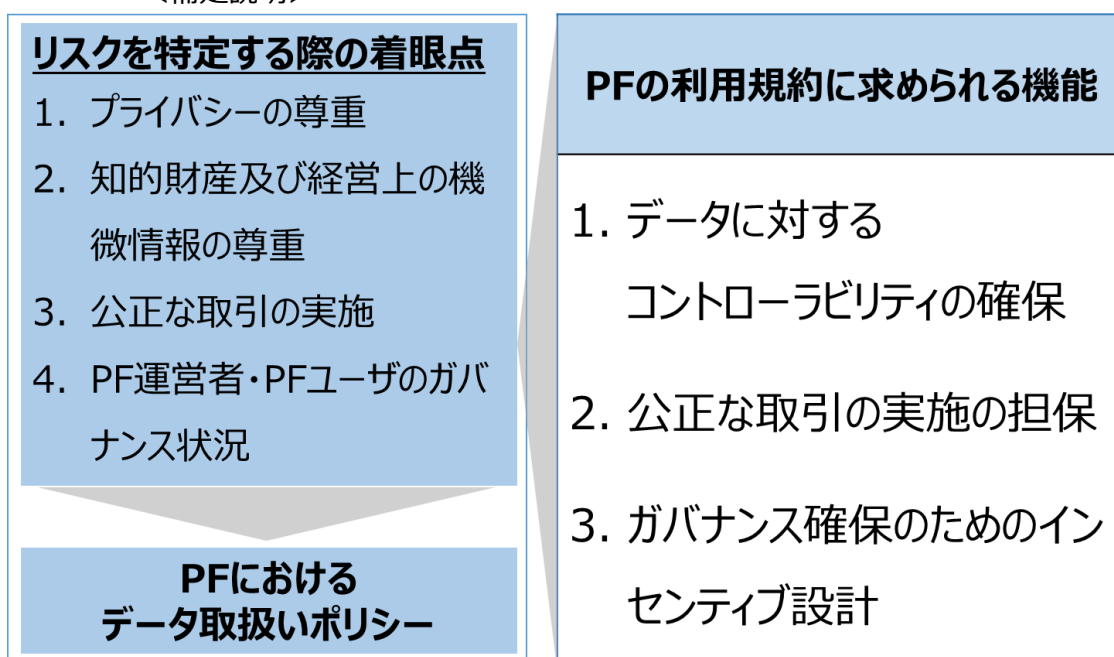 リスクを特定する際の着眼点
1. プライバシーの尊重
2. 知的財産及び経営上の機
微情報の尊重
3. 公正な取引の実施
4. PF運営者・PFユーザのガバ
ナンス状況
PFにおける
データ取扱いポリシー
PFの利用規約に求められる機能
1. データに対する
コントローラビリティの確保
2. 公正な取引の実施の担保
3. ガバナンス確保のためのイン
センティブ設計